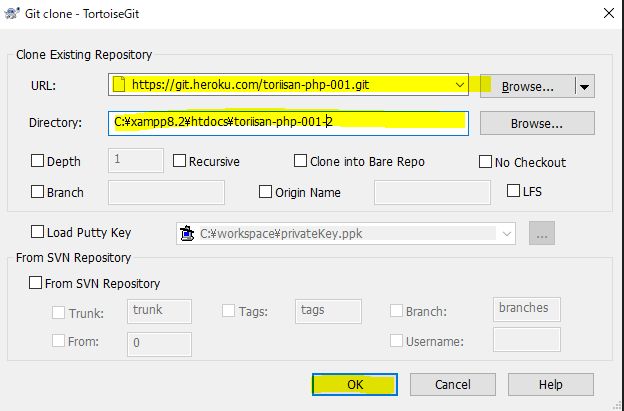 Git clone - TortoiseGit
Clone Existing Repository
URL: https://git.heroku.com/toriisan-php-001.git Browse...
Directory: C:¥xampp8.2¥htdocs¥toriisan-php-001-2 Browse...
Depth 1 Recursive Clone into Bare Repo No Checkout
Branch Origin Name LFS
Load Putty Key C:¥workspace¥privateKey.ppk ...
From SVN Repository
From SVN Repository
Trunk: trunk Tags: tags Branch: branches
From: 0 Username:
OK Cancel Help